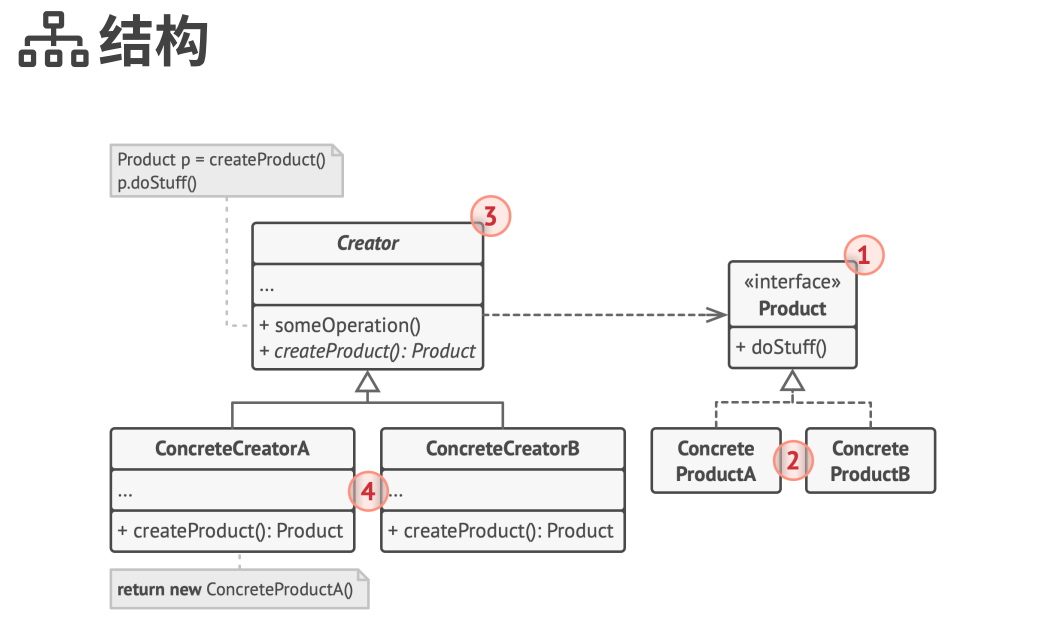 结构
Product p = createProduct()
p.doStuff()
3
Creator
...
+ someOperation()
+ createProduct(): Product
1
«interface»
Product
+ doStuff()
ConcreteCreatorA
...
+ createProduct(): Product
4
ConcreteCreatorB
...
+ createProduct(): Product
Concrete
ProductA
2
Concrete
ProductB
return new ConcreteProductA()